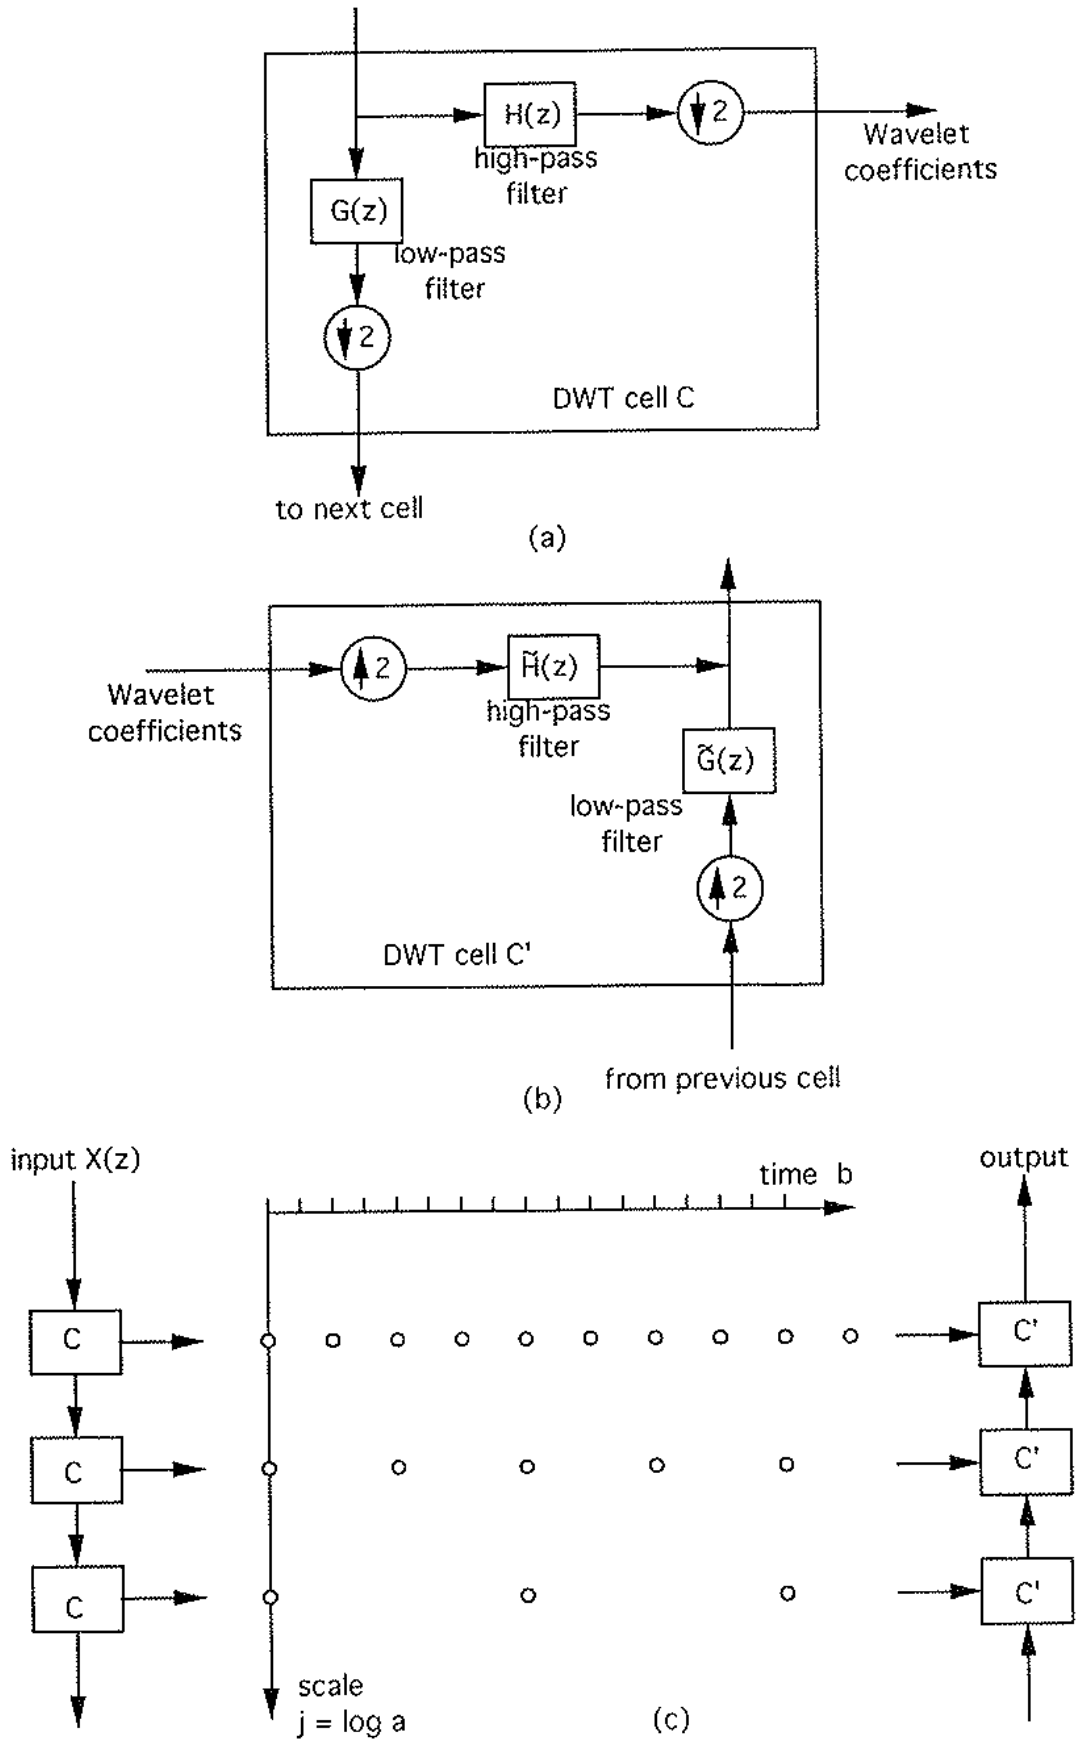 H(z)
2
Wavelet
coefficients
high-pass
filter
G(z)
low-pass
filter
2
DWT cell C
to next cell
(a)
2
H̃(z)
Wavelet
coefficients
high-pass
filter
G̃(z)
low-pass
filter
2
DWT cell C'
from previous cell
(b)
input X(z)
time b
output
C
C'
C
C'
C
C'
scale
j = log a
(c)